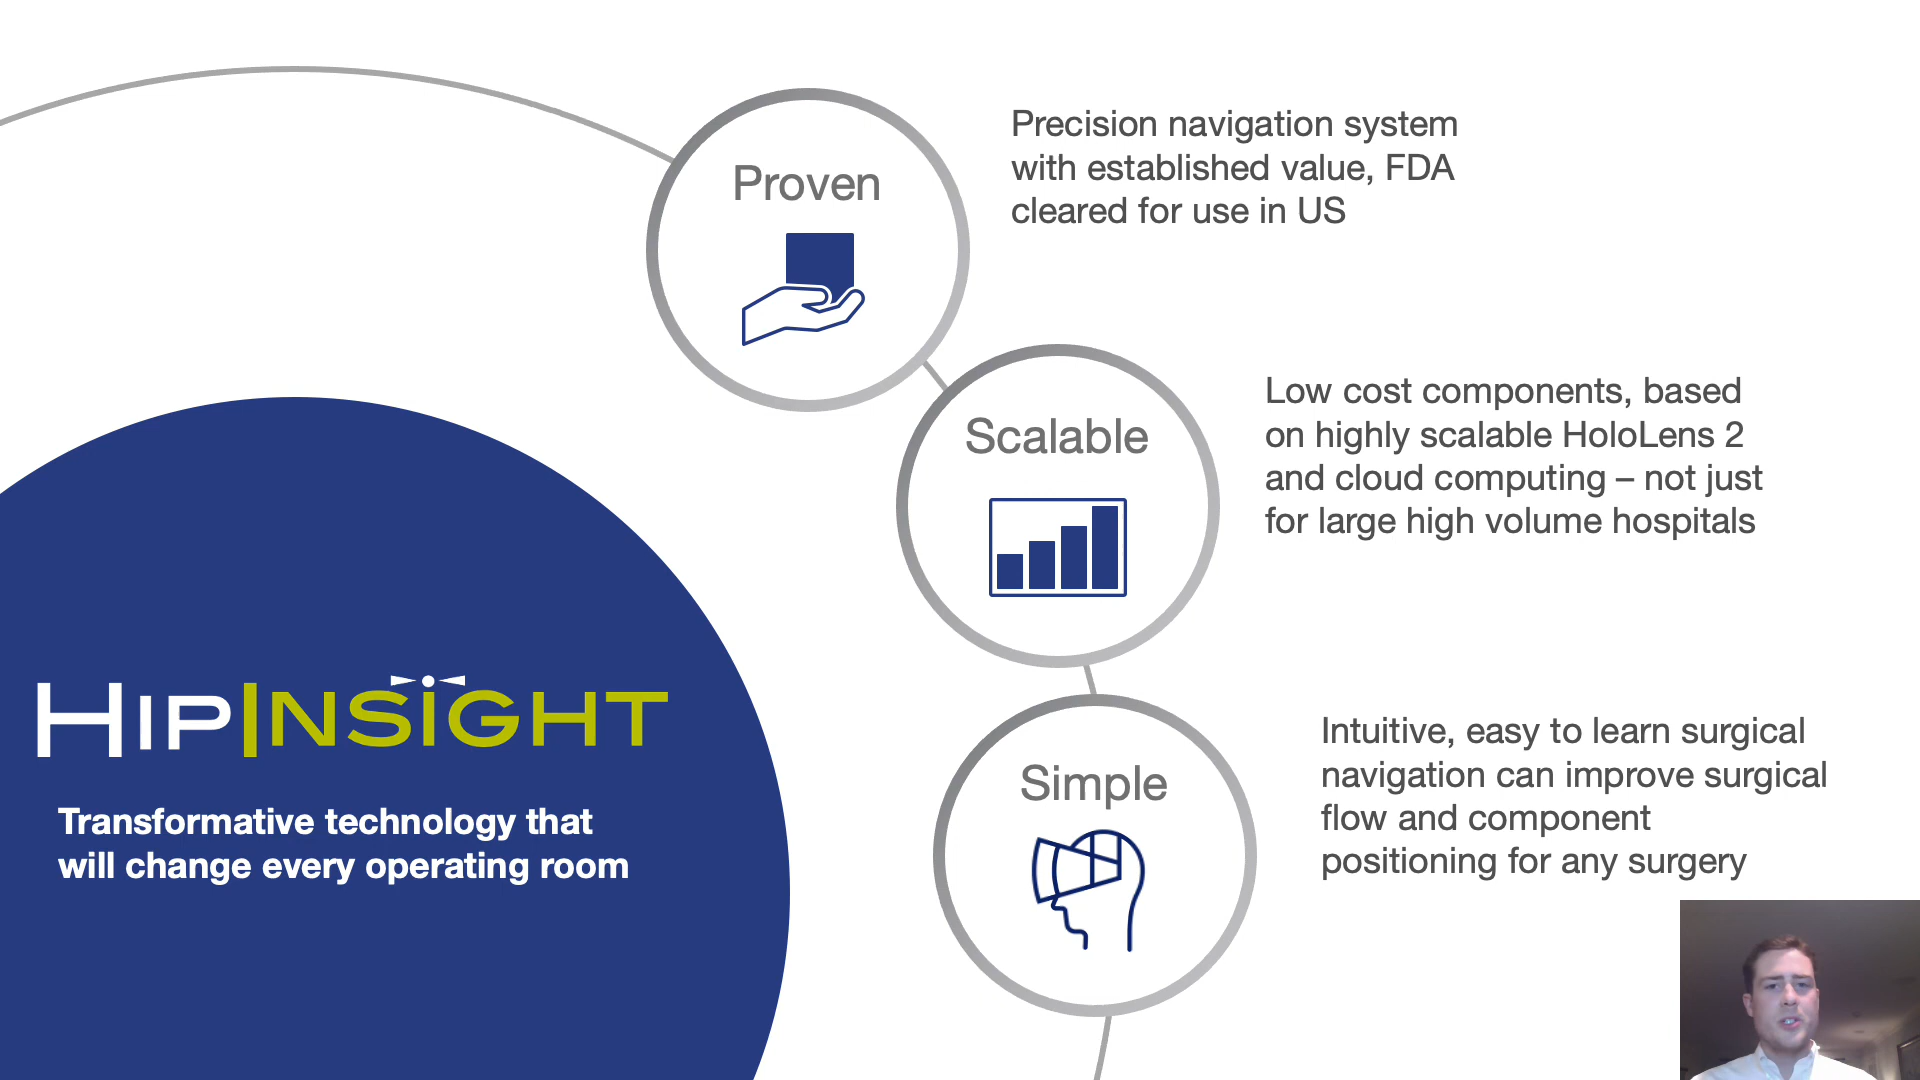 Proven
Precision navigation system
with established value, FDA
cleared for use in US
Scalable
Low cost components, based
on highly scalable HoloLens 2
and cloud computing – not just
for large high volume hospitals
HipInsight
Transformative technology that
will change every operating room
Simple
Intuitive, easy to learn surgical
navigation can improve surgical
flow and component
positioning for any surgery